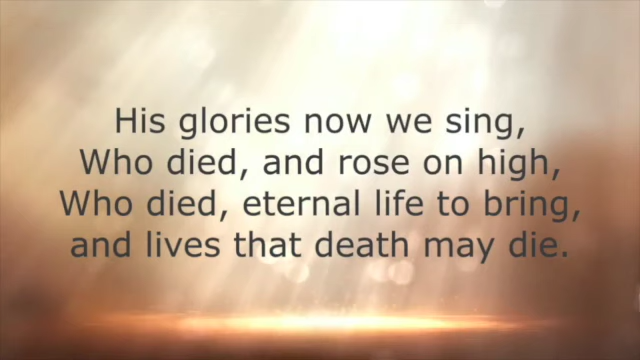 His glories now we sing,
Who died, and rose on high,
Who died, eternal life to bring,
and lives that death may die.